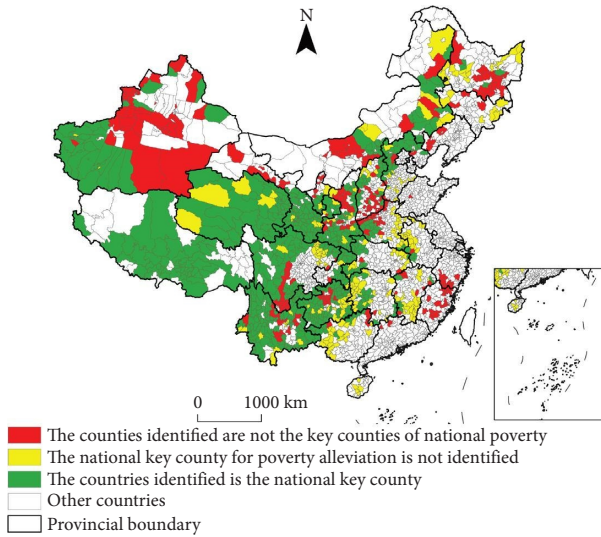 N
0 1000 km
The counties identified are not the key counties of national poverty
The national key county for poverty alleviation is not identified
The countries identified is the national key county
Other countries
Provincial boundary